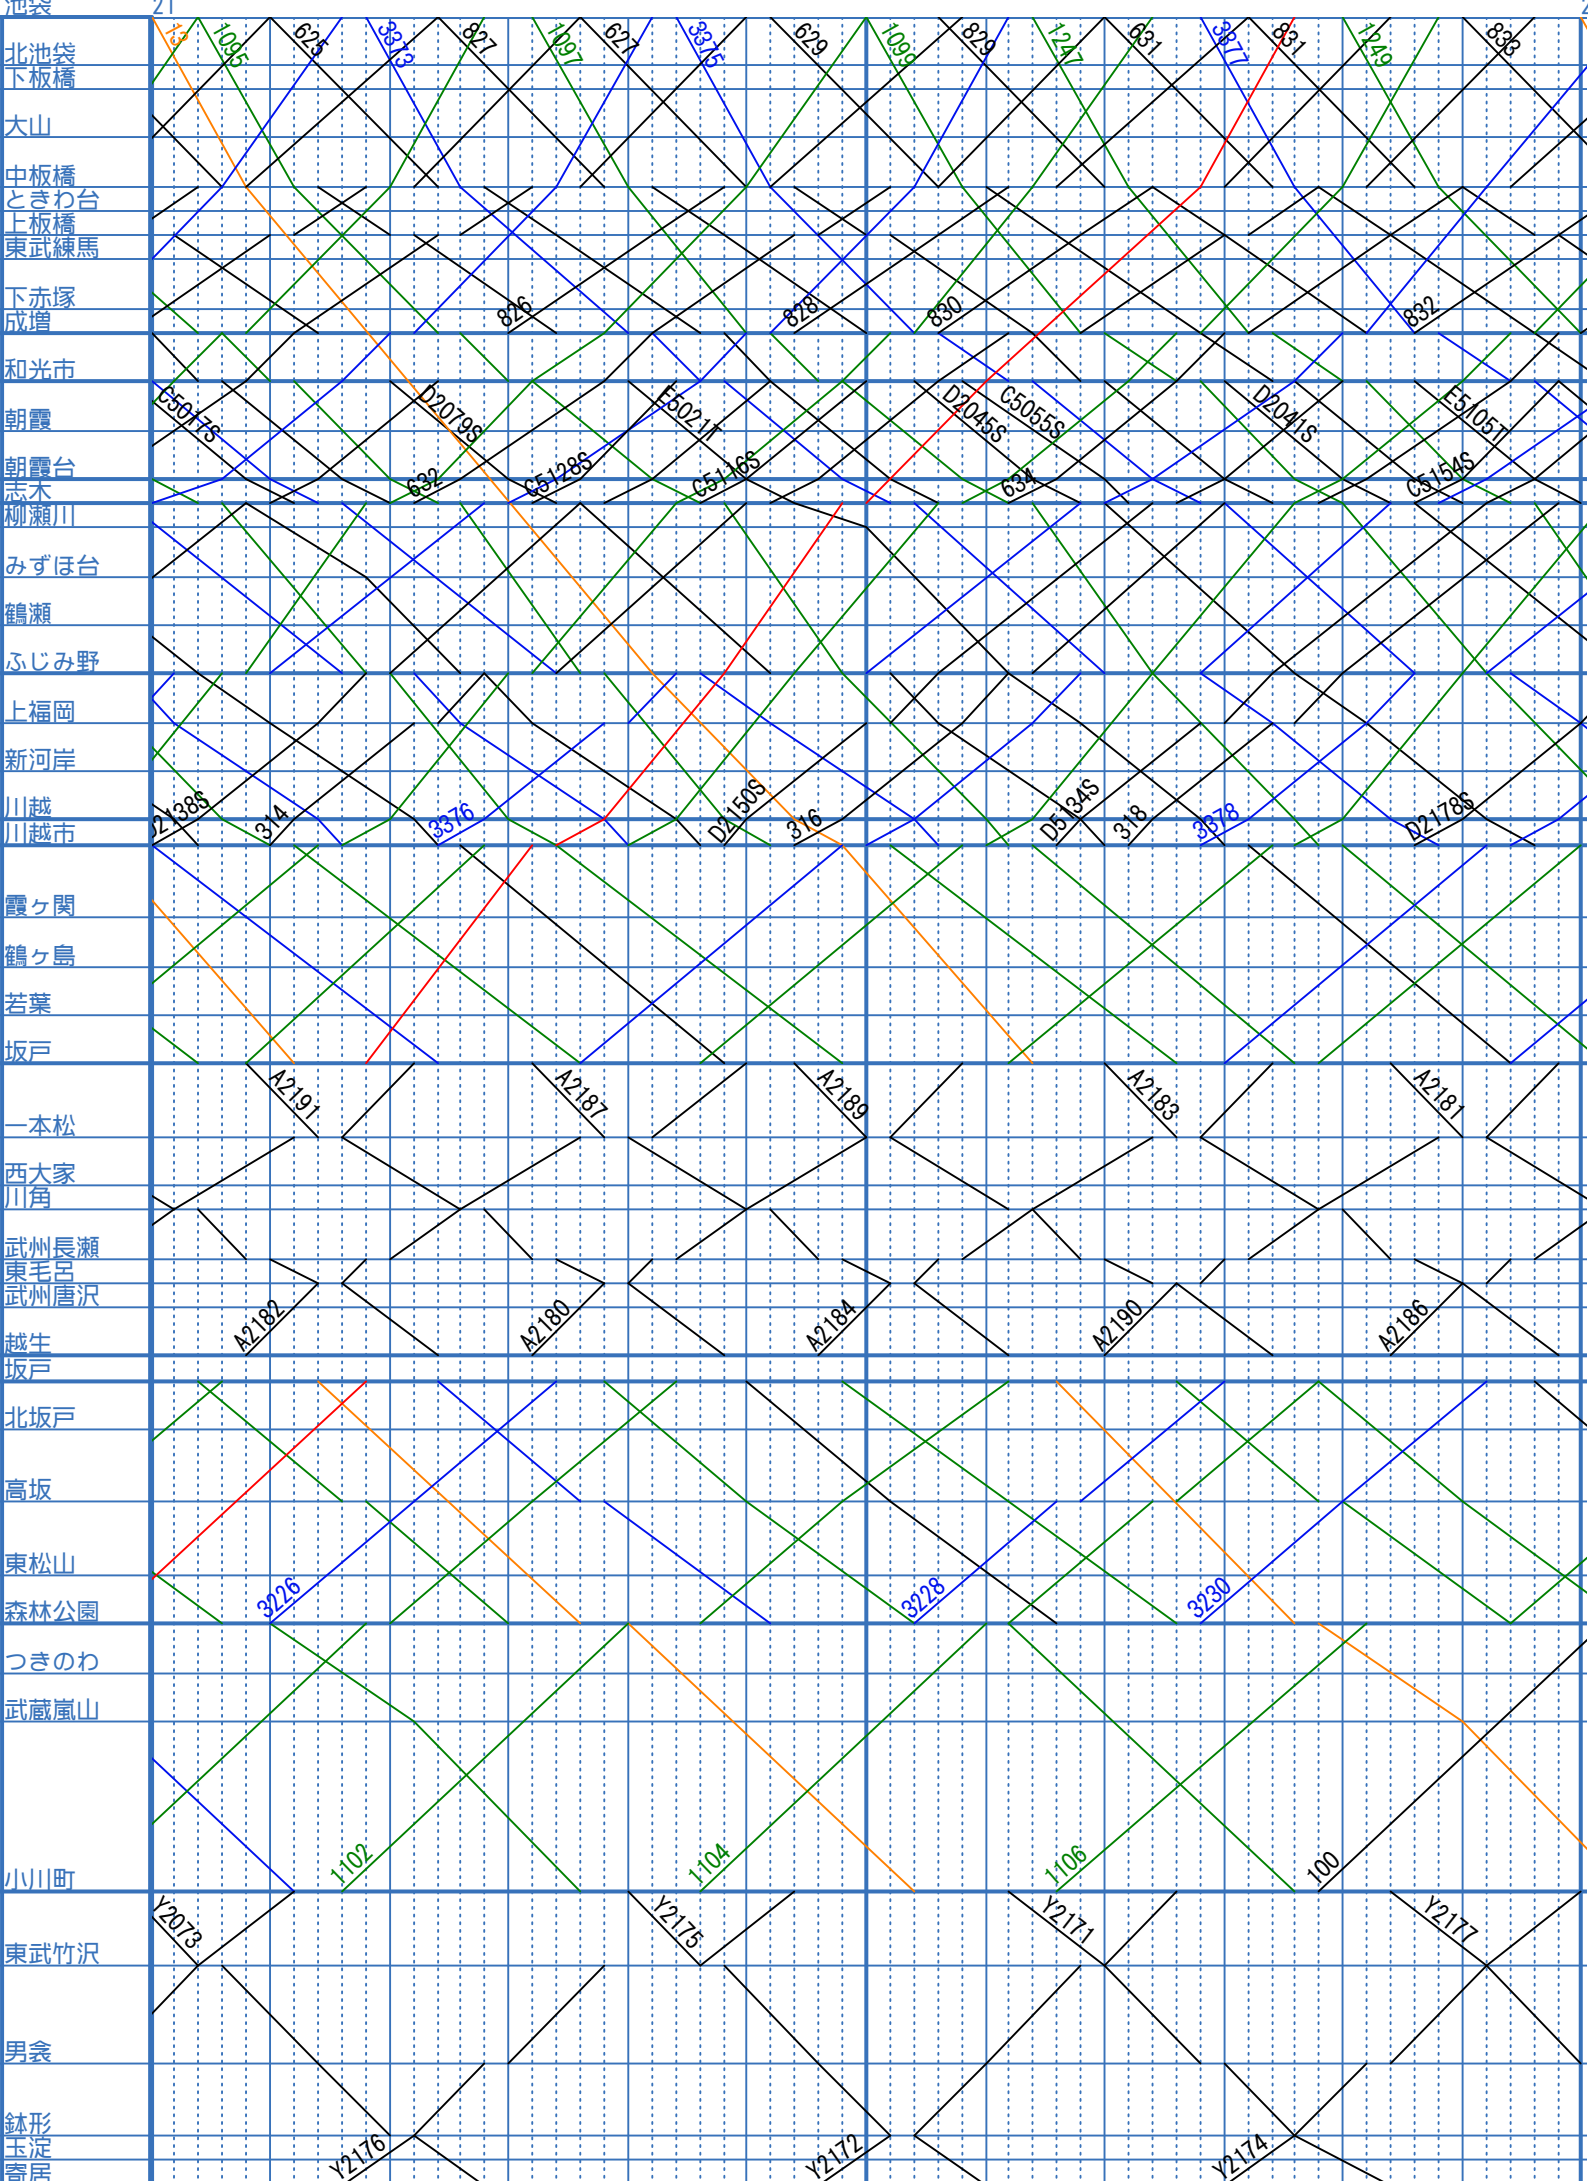 池袋 21 2
13 1095 625 3373 827 1097 627 3375 629 1099 829 1247 631 3377 831 1249 833
北池袋
下板橋
大山
中板橋
ときわ台
上板橋
東武練馬
下赤塚
成増 826 828 830 832
和光市
C5017S D2079S E5021T D2045S C5055S D2041S E5105T
朝霞
朝霞台 632 C5128S C5116S 634 C5154S
志木
柳瀬川
みずほ台
鶴瀬
ふじみ野
上福岡
新河岸
川越 D2138S 314 3376 D2150S 316 D5134S 318 3378 D2178S
川越市
霞ヶ関
鶴ヶ島
若葉
坂戸
A2191 A2187 A2189 A2183 A2181
一本松
西大家
川角
武州長瀬
東毛呂
武州唐沢
A2182 A2180 A2184 A2190 A2186
越生
坂戸
北坂戸
高坂
東松山
3226 3228 3230
森林公園
つきのわ
武蔵嵐山
1102 1104 1106 100
小川町
Y2073 Y2175 Y2171 Y2177
東武竹沢
男衾
鉢形
玉淀 Y2176 Y2172 Y2174
寄居